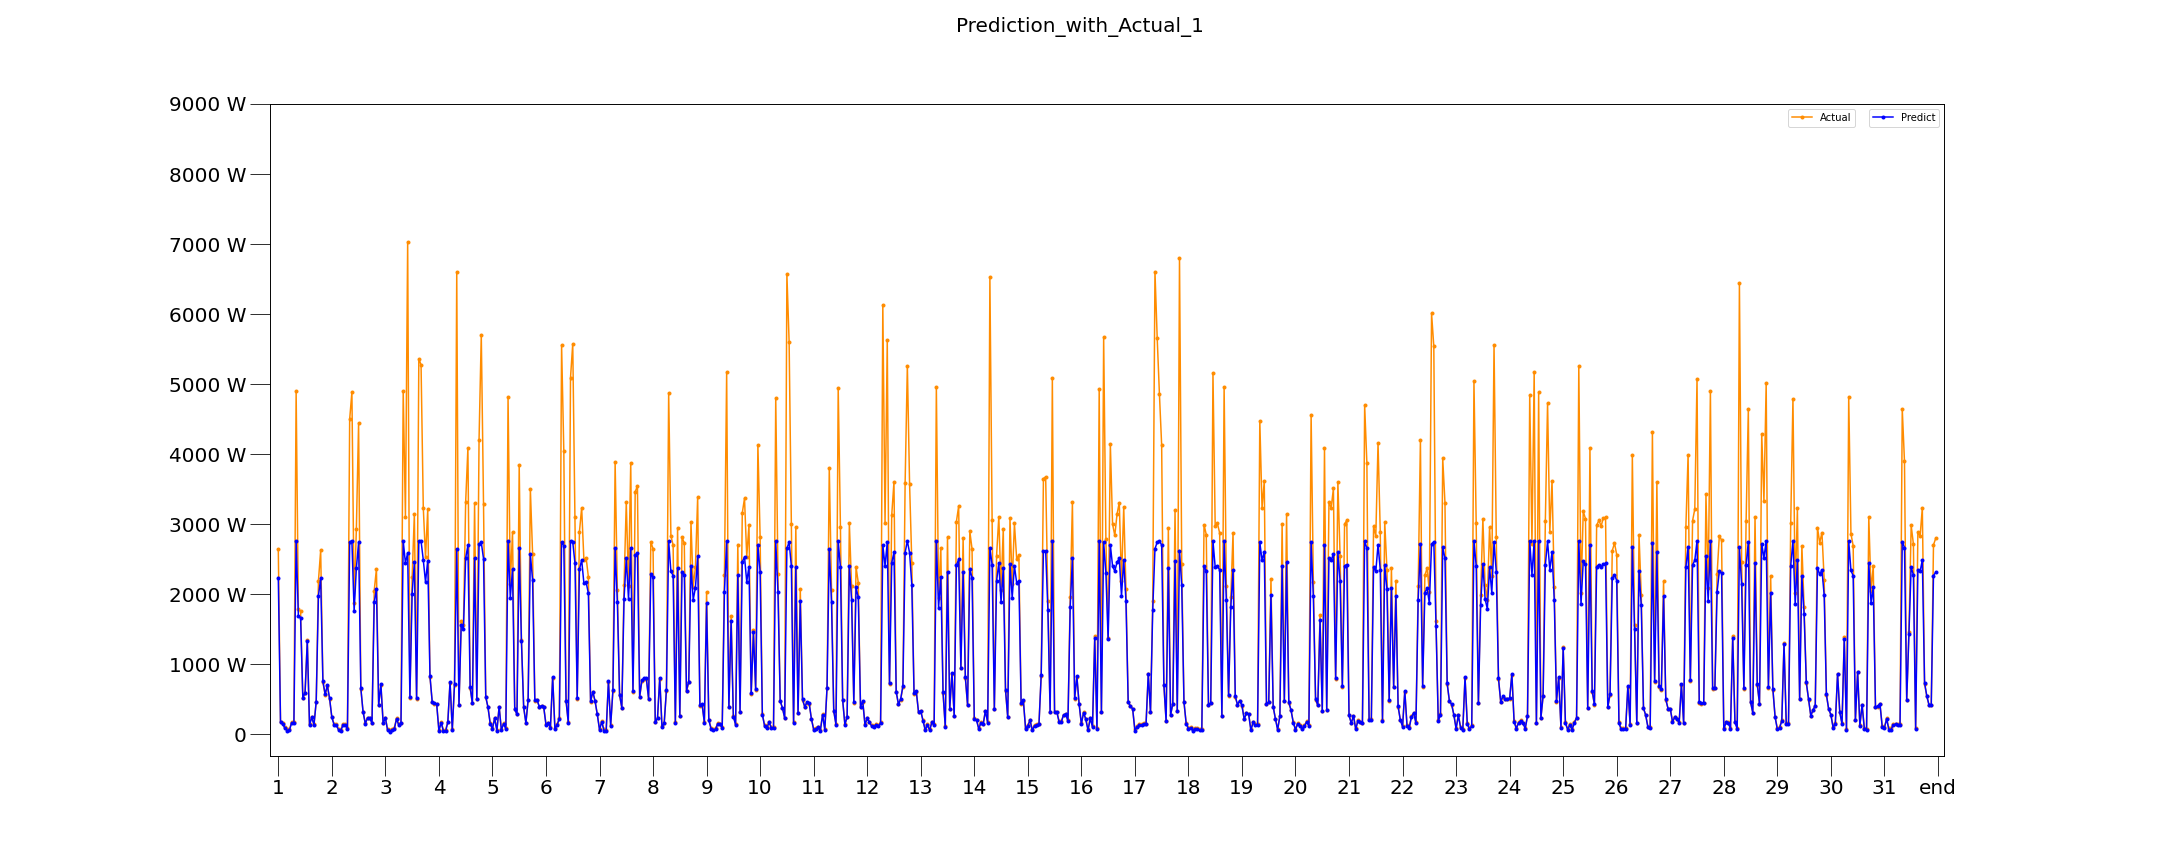 Prediction_with_Actual_1
Actual Predict
9000 W
8000 W
7000 W
6000 W
5000 W
4000 W
3000 W
2000 W
1000 W
0
1 2 3 4 5 6 7 8 9 10 11 12 13 14 15 16 17 18 19 20 21 22 23 24 25 26 27 28 29 30 31 end